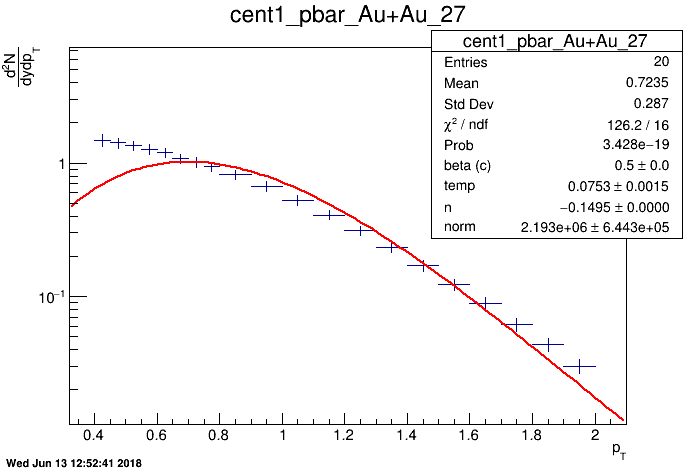 cent1_pbar_Au+Au_27
d²N
dydp_T
cent1_pbar_Au+Au_27
Entries 20
Mean 0.7235
Std Dev 0.287
χ² / ndf 126.2 / 16
Prob 3.428e−19
beta (c) 0.5 ± 0.0
temp 0.0753 ± 0.0015
n −0.1495 ± 0.0000
norm 2.193e+06 ± 6.443e+05
1
10⁻¹
0.4 0.6 0.8 1 1.2 1.4 1.6 1.8 2
p_T
Wed Jun 13 12:52:41 2018